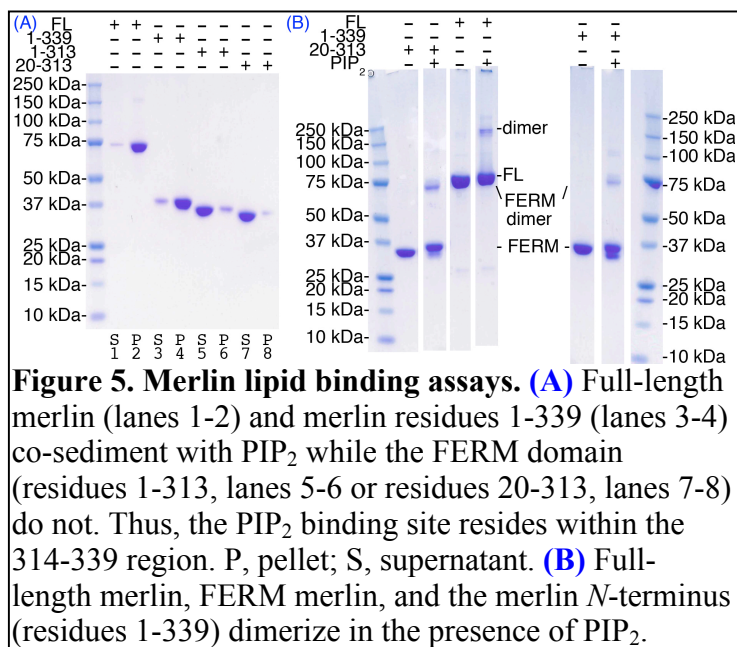 (A) FL + + – – – – – –
1-339 – – + + – – – –
1-313 – – – – + + – –
20-313 – – – – – – + +
250 kDa-
150 kDa-
100 kDa-
75 kDa-
50 kDa-
37 kDa-
25 kDa-
20 kDa-
15 kDa-
10 kDa-
S P S P S P S P
1 2 3 4 5 6 7 8
(B) FL – – + + – –
1-339 – – – – + +
20-313 + + – – – –
PIP2 – + – + – +
250 kDa-
150 kDa-
100 kDa-
75 kDa-
50 kDa-
37 kDa-
25 kDa-
20 kDa-
15 kDa-
10 kDa-
-dimer
-FL
\ FERM /
dimer
- FERM -
-250 kDa
-150 kDa
-100 kDa
-75 kDa
-50 kDa
-37 kDa
-25 kDa
-20 kDa
-15 kDa
-10 kDa
Figure 5. Merlin lipid binding assays. (A) Full-length
merlin (lanes 1-2) and merlin residues 1-339 (lanes 3-4)
co-sediment with PIP2 while the FERM domain
(residues 1-313, lanes 5-6 or residues 20-313, lanes 7-8)
do not. Thus, the PIP2 binding site resides within the
314-339 region. P, pellet; S, supernatant. (B) Full-
length merlin, FERM merlin, and the merlin N-terminus
(residues 1-339) dimerize in the presence of PIP2.